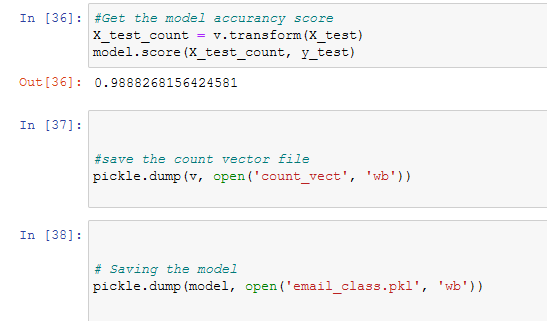 In [36]: #Get the model accurancy score
X_test_count = v.transform(X_test)
model.score(X_test_count, y_test)
Out[36]: 0.9888268156424581
In [37]:
#save the count vector file
pickle.dump(v, open('count_vect', 'wb'))
In [38]:
# Saving the model
pickle.dump(model, open('email_class.pkl', 'wb'))